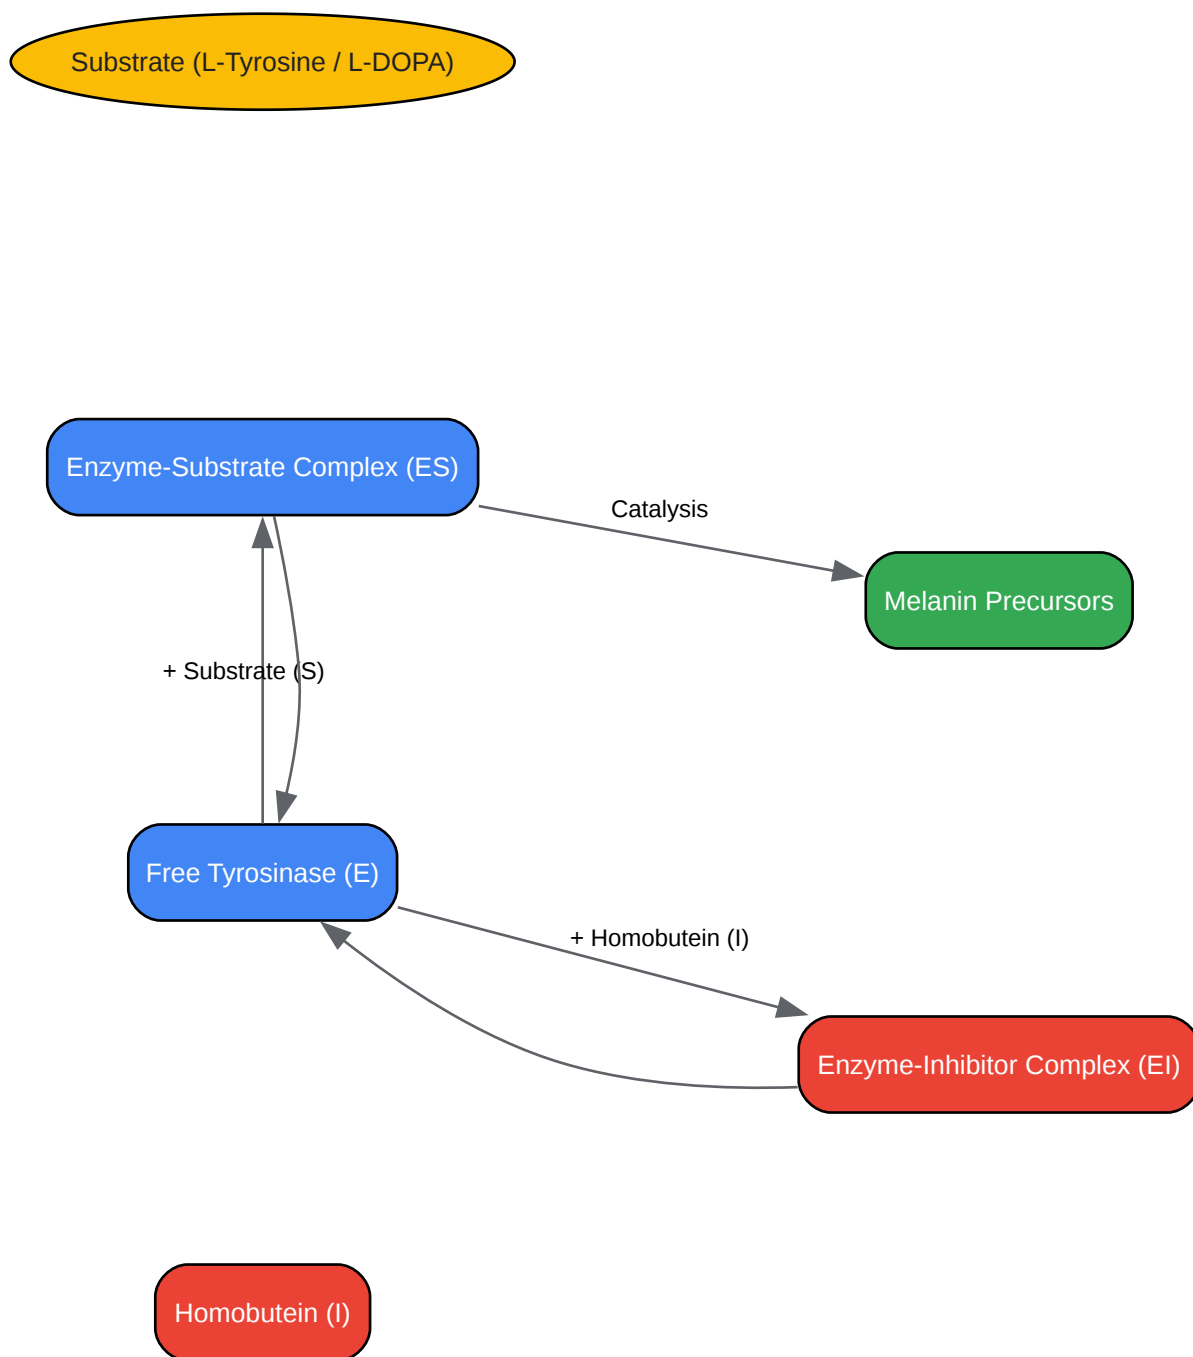 Substrate (L-Tyrosine / L-DOPA)
Enzyme-Substrate Complex (ES)
Catalysis
Melanin Precursors
+ Substrate (S)
Free Tyrosinase (E)
+ Homobutein (I)
Enzyme-Inhibitor Complex (EI)
Homobutein (I)